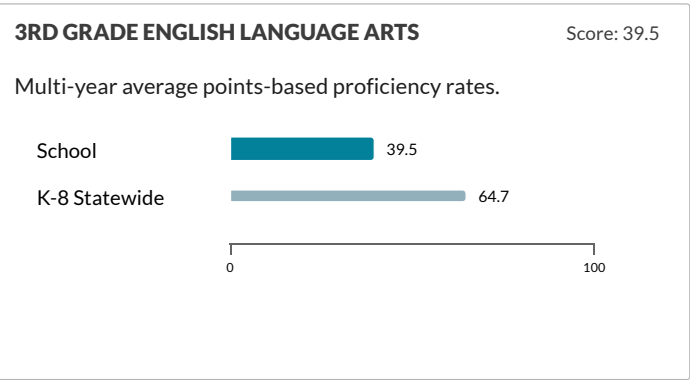 3RD GRADE ENGLISH LANGUAGE ARTS Score: 39.5
Multi-year average points-based proficiency rates.
School 39.5
K-8 Statewide 64.7
0 100